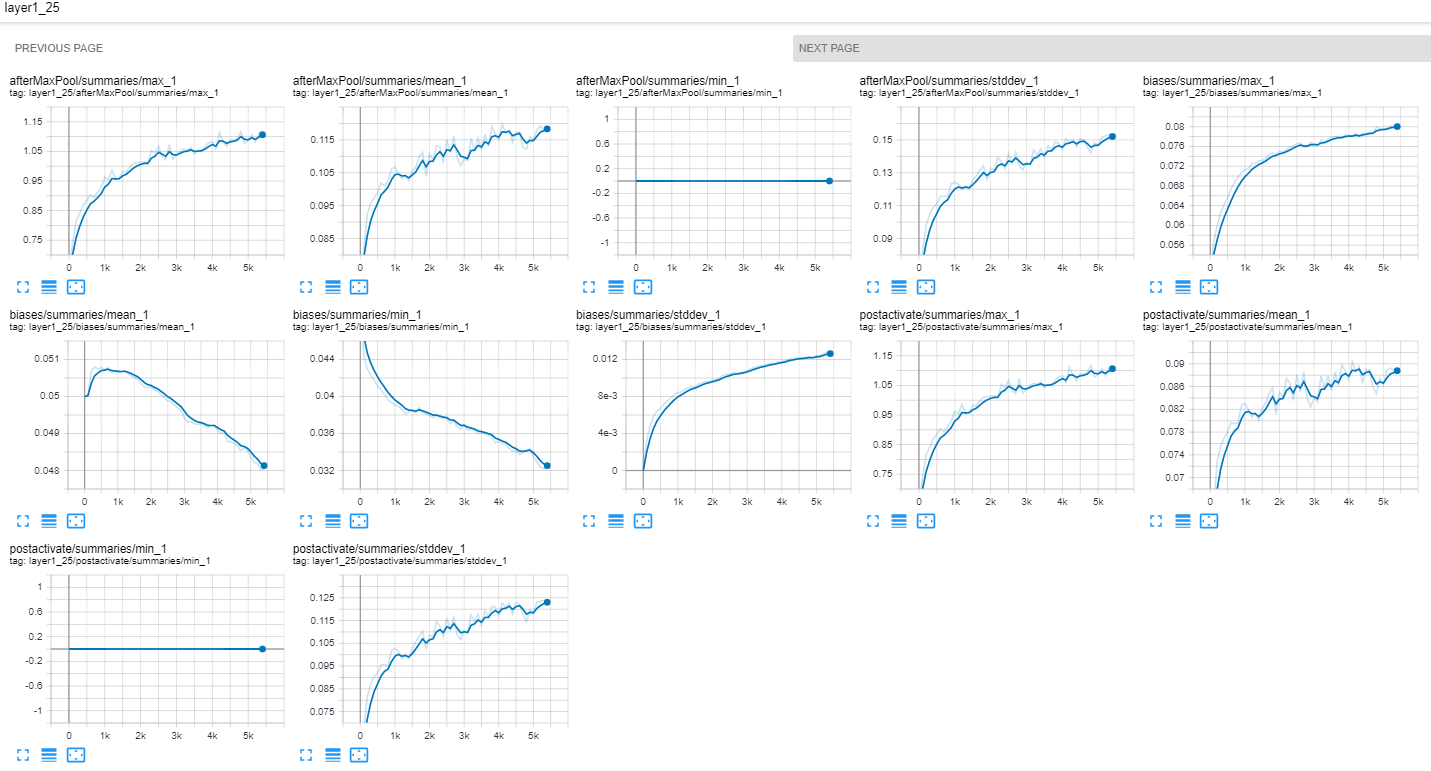 layer1_25
PREVIOUS PAGE
NEXT PAGE
afterMaxPool/summaries/max_1
tag: layer1_25/afterMaxPool/summaries/max_1
1.15
1.05
0.95
0.85
0.75
0 1k 2k 3k 4k 5k
afterMaxPool/summaries/mean_1
tag: layer1_25/afterMaxPool/summaries/mean_1
0.115
0.105
0.095
0.085
0 1k 2k 3k 4k 5k
afterMaxPool/summaries/min_1
tag: layer1_25/afterMaxPool/summaries/min_1
1
0.6
0.2
-0.2
-0.6
-1
0 1k 2k 3k 4k 5k
afterMaxPool/summaries/stddev_1
tag: layer1_25/afterMaxPool/summaries/stddev_1
0.15
0.13
0.11
0.09
0 1k 2k 3k 4k 5k
biases/summaries/max_1
tag: layer1_25/biases/summaries/max_1
0.08
0.076
0.072
0.068
0.064
0.06
0.056
0 1k 2k 3k 4k 5k
biases/summaries/mean_1
tag: layer1_25/biases/summaries/mean_1
0.051
0.05
0.049
0.048
0 1k 2k 3k 4k 5k
biases/summaries/min_1
tag: layer1_25/biases/summaries/min_1
0.044
0.04
0.036
0.032
0 1k 2k 3k 4k 5k
biases/summaries/stddev_1
tag: layer1_25/biases/summaries/stddev_1
0.012
8e-3
4e-3
0
0 1k 2k 3k 4k 5k
postactivate/summaries/max_1
tag: layer1_25/postactivate/summaries/max_1
1.15
1.05
0.95
0.85
0.75
0 1k 2k 3k 4k 5k
postactivate/summaries/mean_1
tag: layer1_25/postactivate/summaries/mean_1
0.09
0.086
0.082
0.078
0.074
0.07
0 1k 2k 3k 4k 5k
postactivate/summaries/min_1
tag: layer1_25/postactivate/summaries/min_1
1
0.6
0.2
-0.2
-0.6
-1
0 1k 2k 3k 4k 5k
postactivate/summaries/stddev_1
tag: layer1_25/postactivate/summaries/stddev_1
0.125
0.115
0.105
0.095
0.085
0.075
0 1k 2k 3k 4k 5k